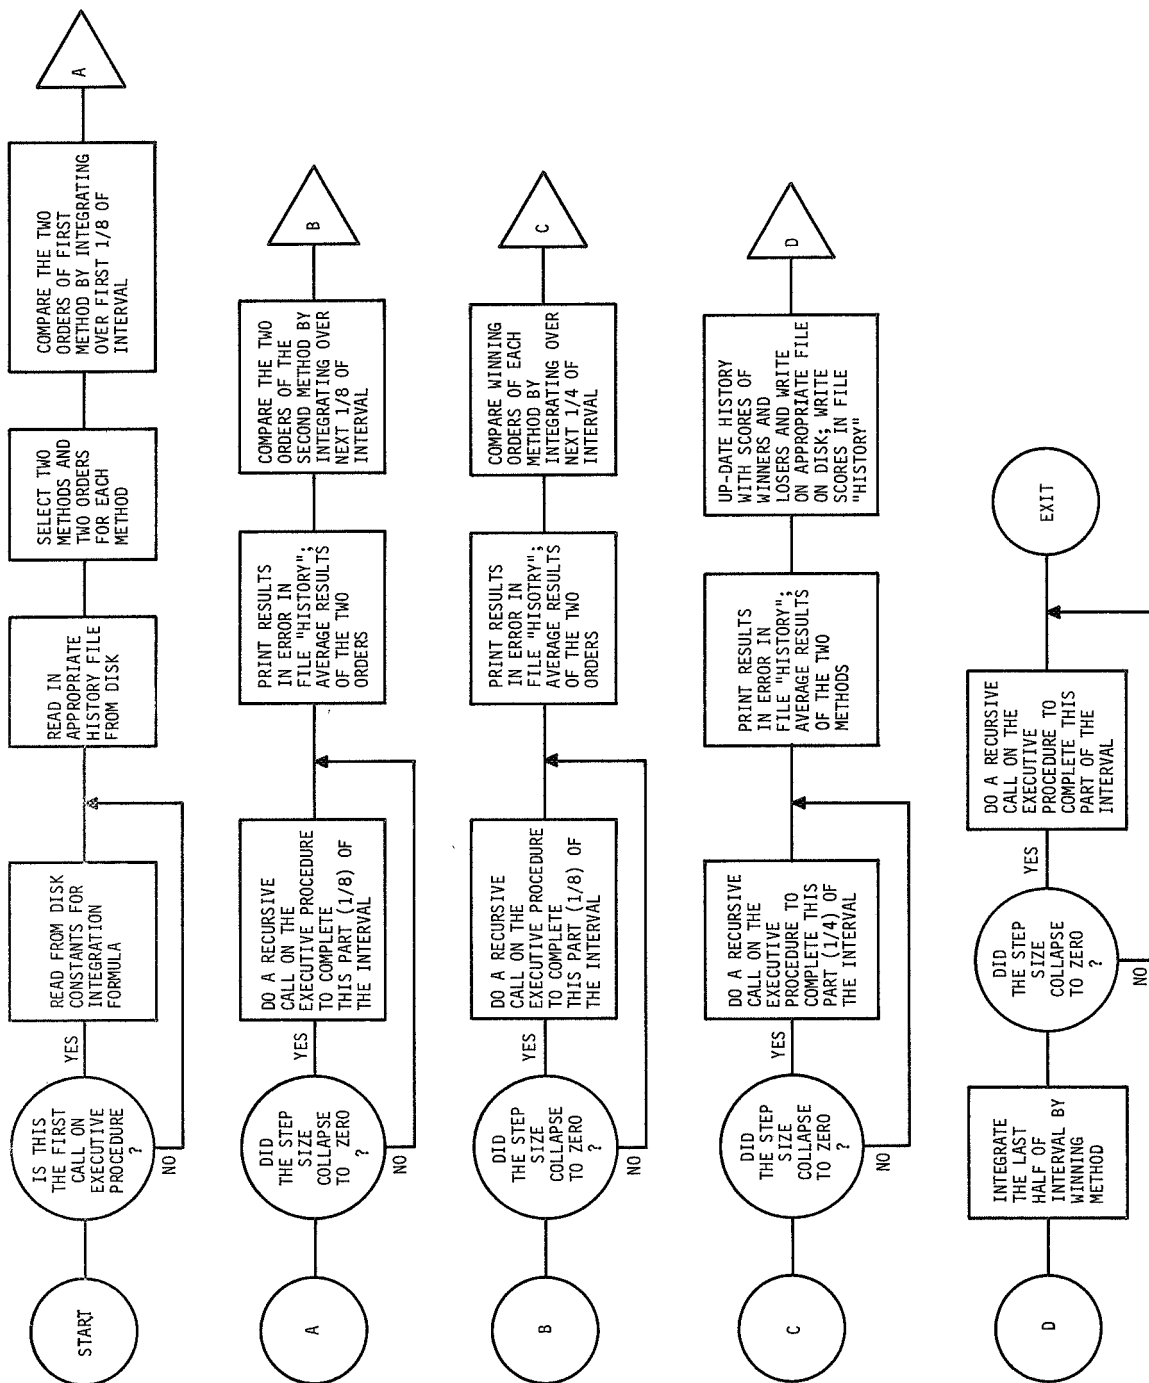 START
IS THIS
THE FIRST
CALL ON
EXECUTIVE
PROCEDURE
?
YES
NO
READ FROM DISK
CONSTANTS FOR
INTEGRATION
FORMULA
READ IN
APPROPRIATE
HISTORY FILE
FROM DISK
SELECT TWO
METHODS AND
TWO ORDERS
FOR EACH
METHOD
COMPARE THE TWO
ORDERS OF FIRST
METHOD BY INTEGRATING
OVER FIRST 1/8 OF
INTERVAL
A
A
DID
THE STEP
SIZE
COLLAPSE
TO ZERO
?
YES
NO
DO A RECURSIVE
CALL ON THE
EXECUTIVE PROCEDURE
TO COMPLETE
THIS PART (1/8) OF
THE INTERVAL
PRINT RESULTS
IN ERROR IN
FILE "HISTORY";
AVERAGE RESULTS
OF THE TWO
ORDERS
COMPARE THE TWO
ORDERS OF THE
SECOND METHOD BY
INTEGRATING OVER
NEXT 1/8 OF
INTERVAL
B
B
DID
THE STEP
SIZE
COLLAPSE
TO ZERO
?
YES
NO
DO A RECURSIVE
CALL ON THE
EXECUTIVE PROCEDURE
TO COMPLETE
THIS PART (1/8) OF
THE INTERVAL
PRINT RESULTS
IN ERROR IN
FILE "HISOTRY";
AVERAGE RESULTS
OF THE TWO
ORDERS
COMPARE WINNING
ORDERS OF EACH
METHOD BY
INTEGRATING OVER
NEXT 1/4 OF
INTERVAL
C
C
DID
THE STEP
SIZE
COLLAPSE
TO ZERO
?
YES
NO
DO A RECURSIVE
CALL ON THE
EXECUTIVE
PROCEDURE TO
COMPLETE THIS
PART (1/4) OF
THE INTERVAL
PRINT RESULTS
IN ERROR IN
FILE "HISTORY";
AVERAGE RESULTS
OF THE TWO
METHODS
UP-DATE HISTORY
WITH SCORES OF
WINNERS AND
LOSERS AND WRITE
ON APPROPRIATE FILE
ON DISK; WRITE
SCORES IN FILE
"HISTORY"
D
D
INTEGRATE
THE LAST
HALF OF
INTERVAL BY
WINNING
METHOD
DID
THE STEP
SIZE
COLLAPSE
TO ZERO
?
YES
NO
DO A RECURSIVE
CALL ON THE
EXECUTIVE
PROCEDURE TO
COMPLETE THIS
PART OF THE
INTERVAL
EXIT